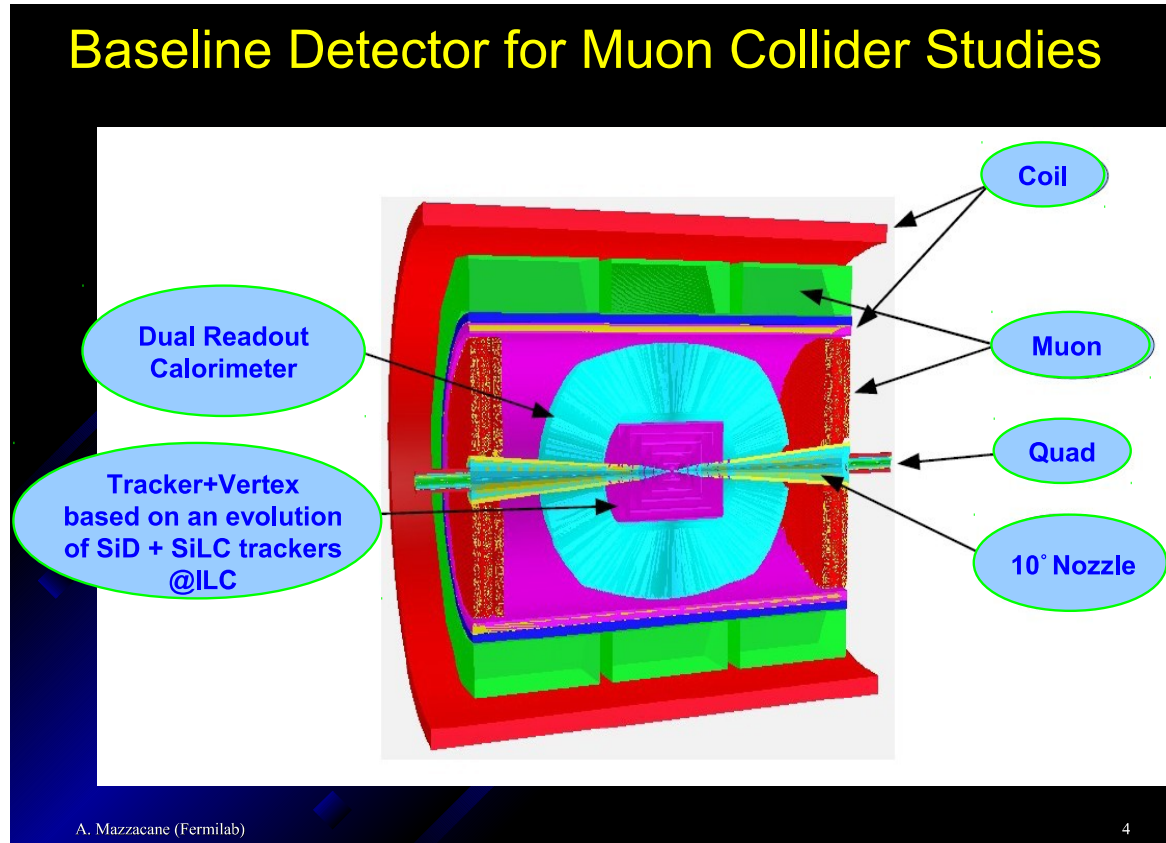 Baseline Detector for Muon Collider Studies
Coil
Dual Readout
Calorimeter
Muon
Quad
Tracker+Vertex
based on an evolution
of SiD + SiLC trackers
@ILC
10° Nozzle
A. Mazzacane (Fermilab)
4